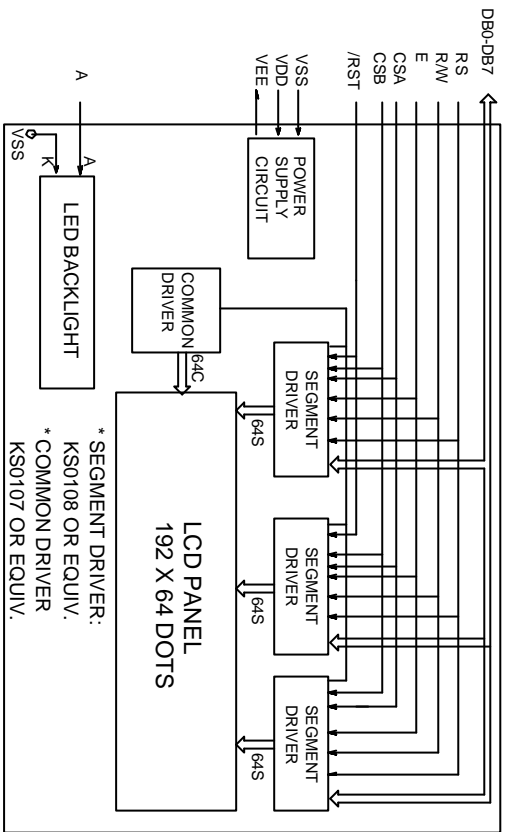 DB0-DB7
RS
R/W
E
CSA
CSB
/RST
VSS
VDD
VEE
POWER
SUPPLY
CIRCUIT
A
A
K
VSS
LED BACKLIGHT
COMMON
DRIVER
64C
SEGMENT
DRIVER
64S
SEGMENT
DRIVER
64S
SEGMENT
DRIVER
64S
LCD PANEL
192 X 64 DOTS
* SEGMENT DRIVER:
KS0108 OR EQUIV.
* COMMON DRIVER
KS0107 OR EQUIV.